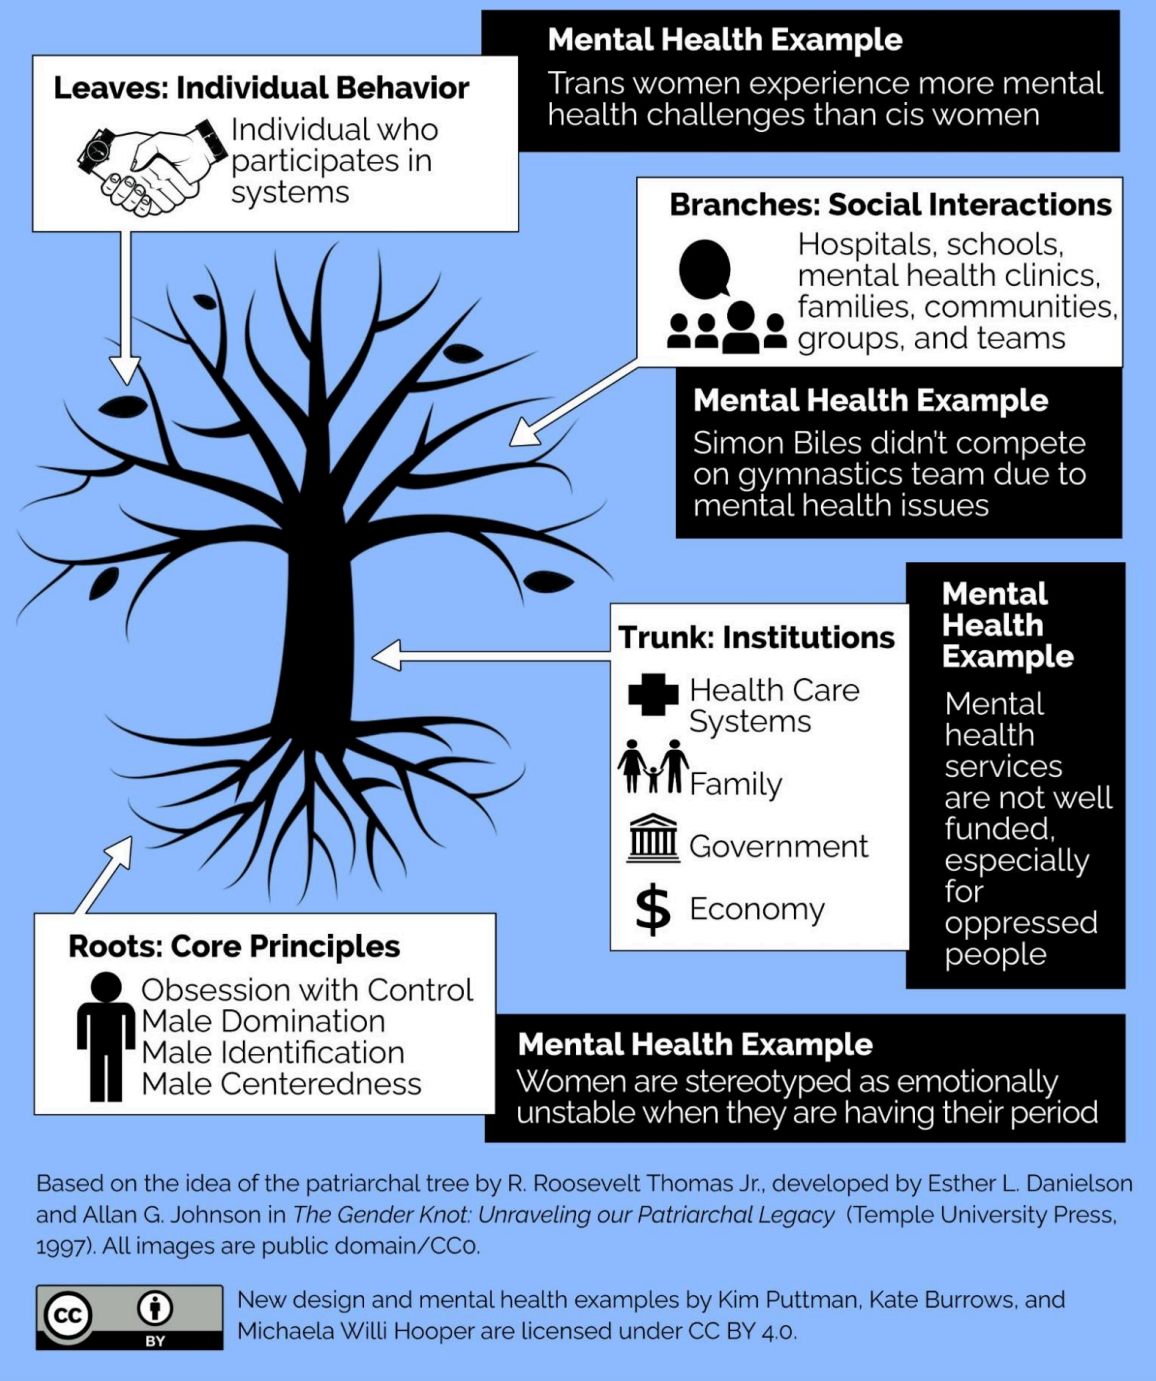 Mental Health Example
Trans women experience more mental
health challenges than cis women
Leaves: Individual Behavior
Individual who
participates in
systems
Branches: Social Interactions
Hospitals, schools,
mental health clinics,
families, communities,
groups, and teams
Mental Health Example
Simon Biles didn't compete
on gymnastics team due to
mental health issues
Trunk: Institutions
Health Care
Systems
Family
Government
$ Economy
Mental
Health
Example
Mental
health
services
are not well
funded,
especially
for
oppressed
people
Roots: Core Principles
Obsession with Control
Male Domination
Male Identification
Male Centeredness
Mental Health Example
Women are stereotyped as emotionally
unstable when they are having their period
Based on the idea of the patriarchal tree by R. Roosevelt Thomas Jr., developed by Esther L. Danielson
and Allan G. Johnson in The Gender Knot: Unraveling our Patriarchal Legacy (Temple University Press,
1997). All images are public domain/CC0.
cc
BY
New design and mental health examples by Kim Puttman, Kate Burrows, and
Michaela Willi Hooper are licensed under CC BY 4.0.